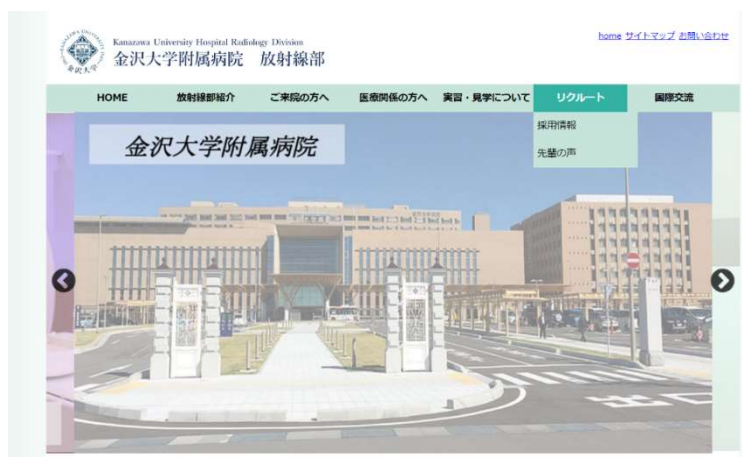 Kanazawa University Hospital Radiology Division
金沢大学附属病院 放射線部
home サイトマップ お問い合わせ
HOME 放射線部紹介 ご来院の方へ 医療関係の方へ 実習・見学について リクルート 国際交流
採用情報
先輩の声
金沢大学附属病院
出口